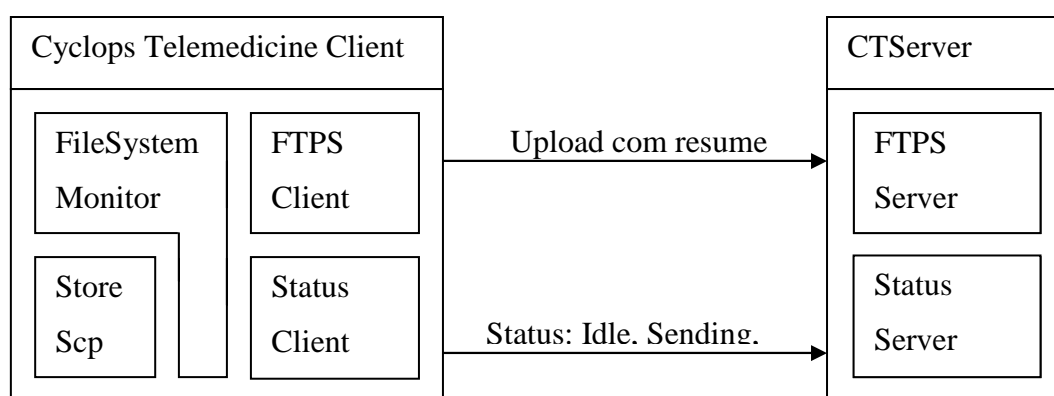 Cyclops Telemedicine Client
CTServer
FileSystem
Monitor
FTPS
Client
Upload com resume
FTPS
Server
Store
Scp
Status
Client
Status: Idle, Sending,
Status
Server